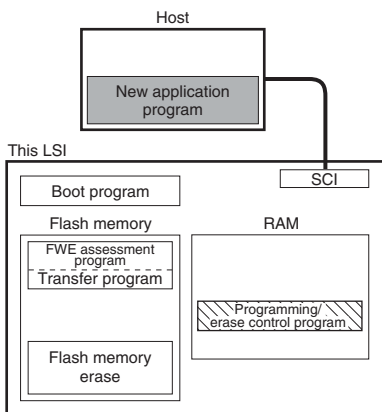 Host
New application
program
This LSI
SCI
Boot program
Flash memory
RAM
FWE assessment
program
Transfer program
Programming/
erase control program
Flash memory
erase